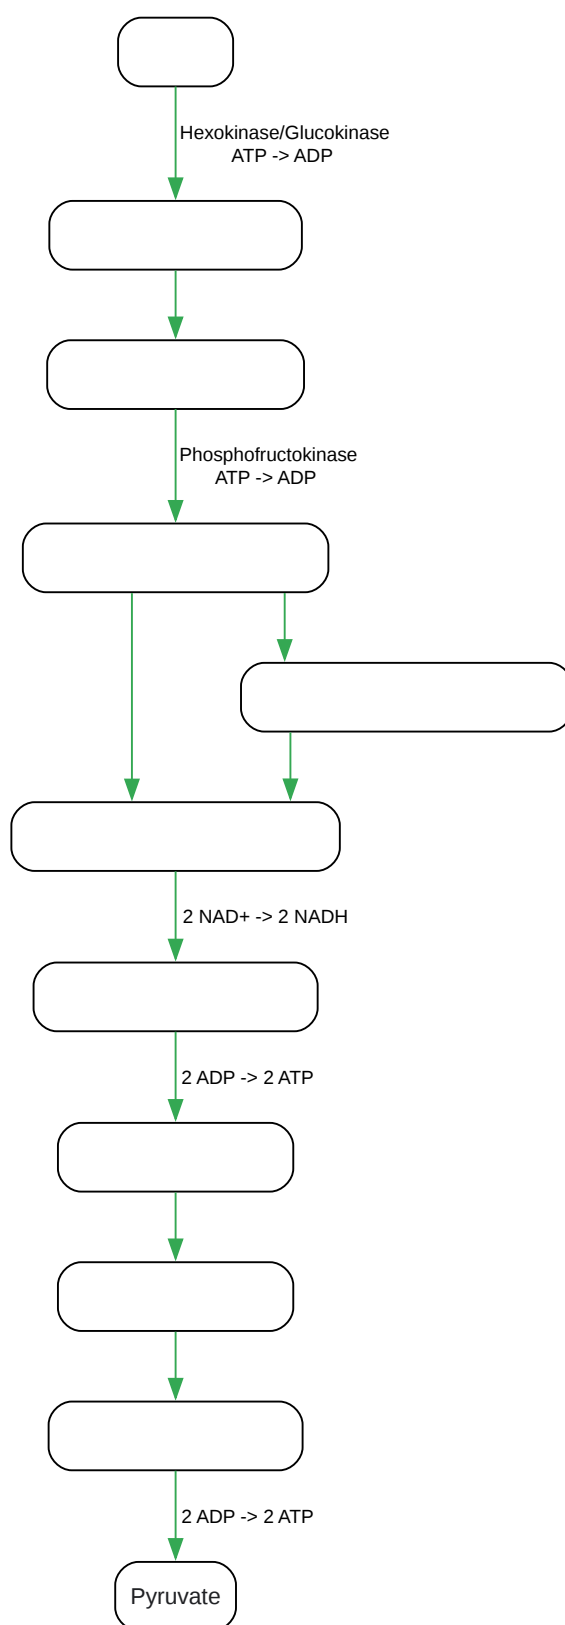 Hexokinase/Glucokinase
ATP -> ADP
Phosphofructokinase
ATP -> ADP
2 NAD+ -> 2 NADH
2 ADP -> 2 ATP
2 ADP -> 2 ATP
Pyruvate